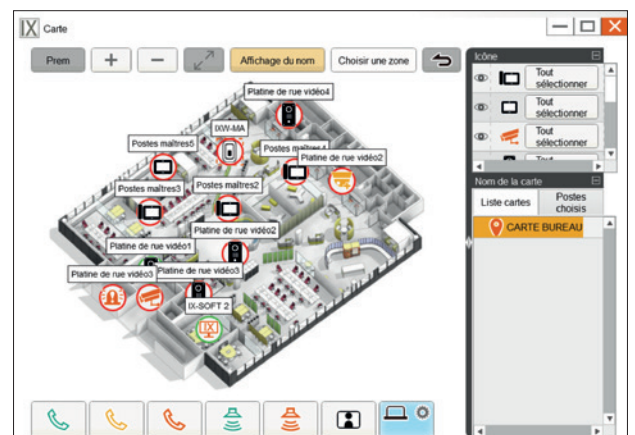 IX Carte
Prem
Affichage du nom
Choisir une zone
Platine de rue vidéo4
IXW-MA
Postes maîtres5
Postes maîtres4
Platine de rue vidéo2
Postes maîtres3
Postes maîtres2
Platine de rue vidéo2
Platine de rue vidéo1
Platine de rue vidéo3
Platine de rue vidéo3
IX-SOFT 2
IX
Icône
Tout
sélectionner
Tout
sélectionner
Tout
sélectionner
Tout
Nom de la carte
Liste cartes
Postes
choisis
CARTE BUREAU